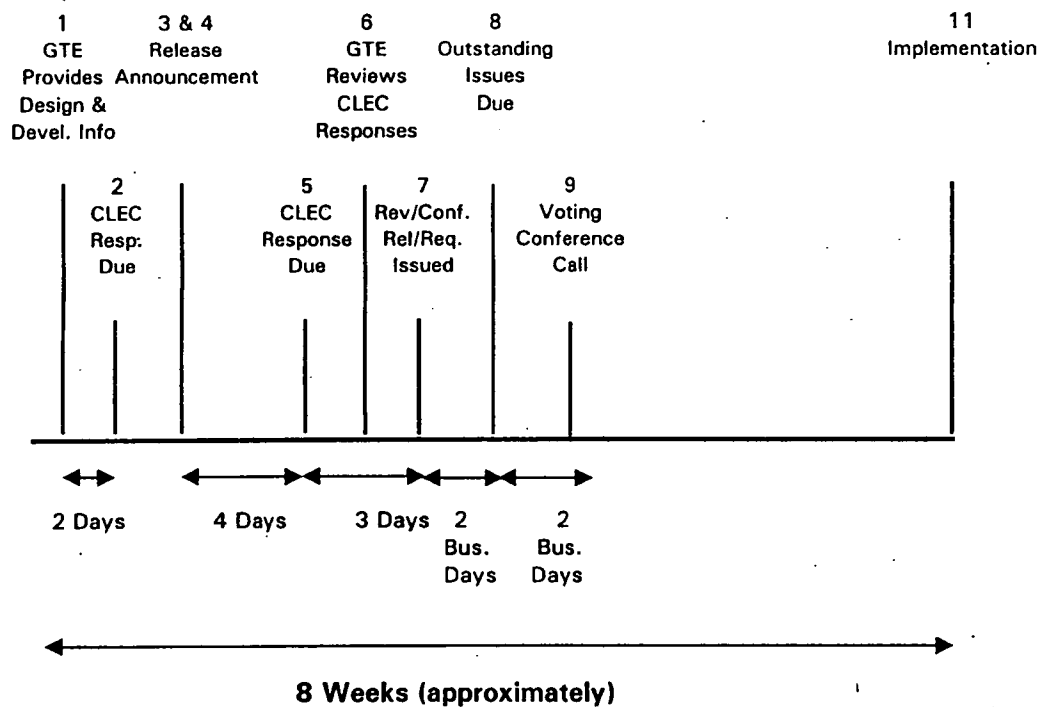 1
GTE
Provides
Design &
Devel. Info
3 & 4
Release
Announcement
6
GTE
Reviews
CLEC
Responses
8
Outstanding
Issues
Due
11
Implementation
2
CLEC
Resp.
Due
5
CLEC
Response
Due
7
Rev/Conf.
Rel/Req.
Issued
9
Voting
Conference
Call
2 Days
4 Days
3 Days
2
Bus.
Days
2
Bus.
Days
8 Weeks (approximately)